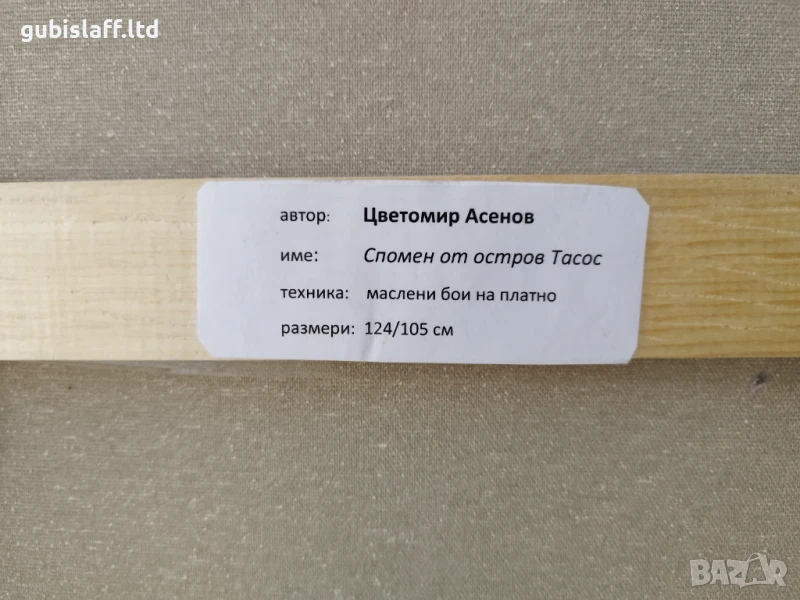 gubislaff.ltd
автор: Цветомир Асенов
име: Спомен от остров Тасос
техника: маслени бои на платно
размери: 124/105 см
BAZAR